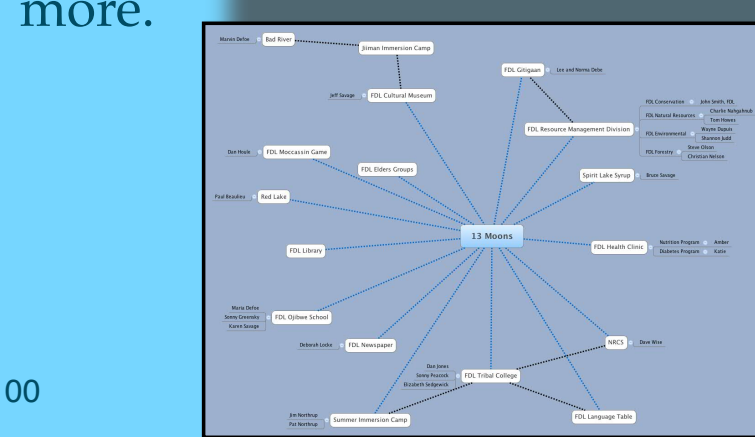 more.
Marvin Defoe
Bad River
Jiiman Immersion Camp
FDL Gitigaan
Les and Norma Debe
Jeff Savage
FDL Cultural Museum
FDL Conservation
John Smith, FDL
FDL Natural Resources
Charlie Nahgahnub
Tom Howes
FDL Resource Management Division
FDL Environmental
Wayne Dupuis
Shannon Judd
FDL Forestry
Steve Olson
Christian Nelson
Dan Houle
FDL Moccassin Game
FDL Elders Groups
Spirit Lake Syrup
Bruce Savage
Paul Beaulieu
Red Lake
13 Moons
FDL Library
FDL Health Clinic
Nutrition Program
Amber
Diabetes Program
Katie
Maria Defoe
Sonny Greensky
Karen Savage
FDL Ojibwe School
Deborah Locke
FDL Newspaper
NRCS
Dave Wise
Dan Jones
Sonny Peacock
Elizabeth Sedgewick
FDL Tribal College
00
Jim Northrup
Pat Northrup
Summer Immersion Camp
FDL Language Table